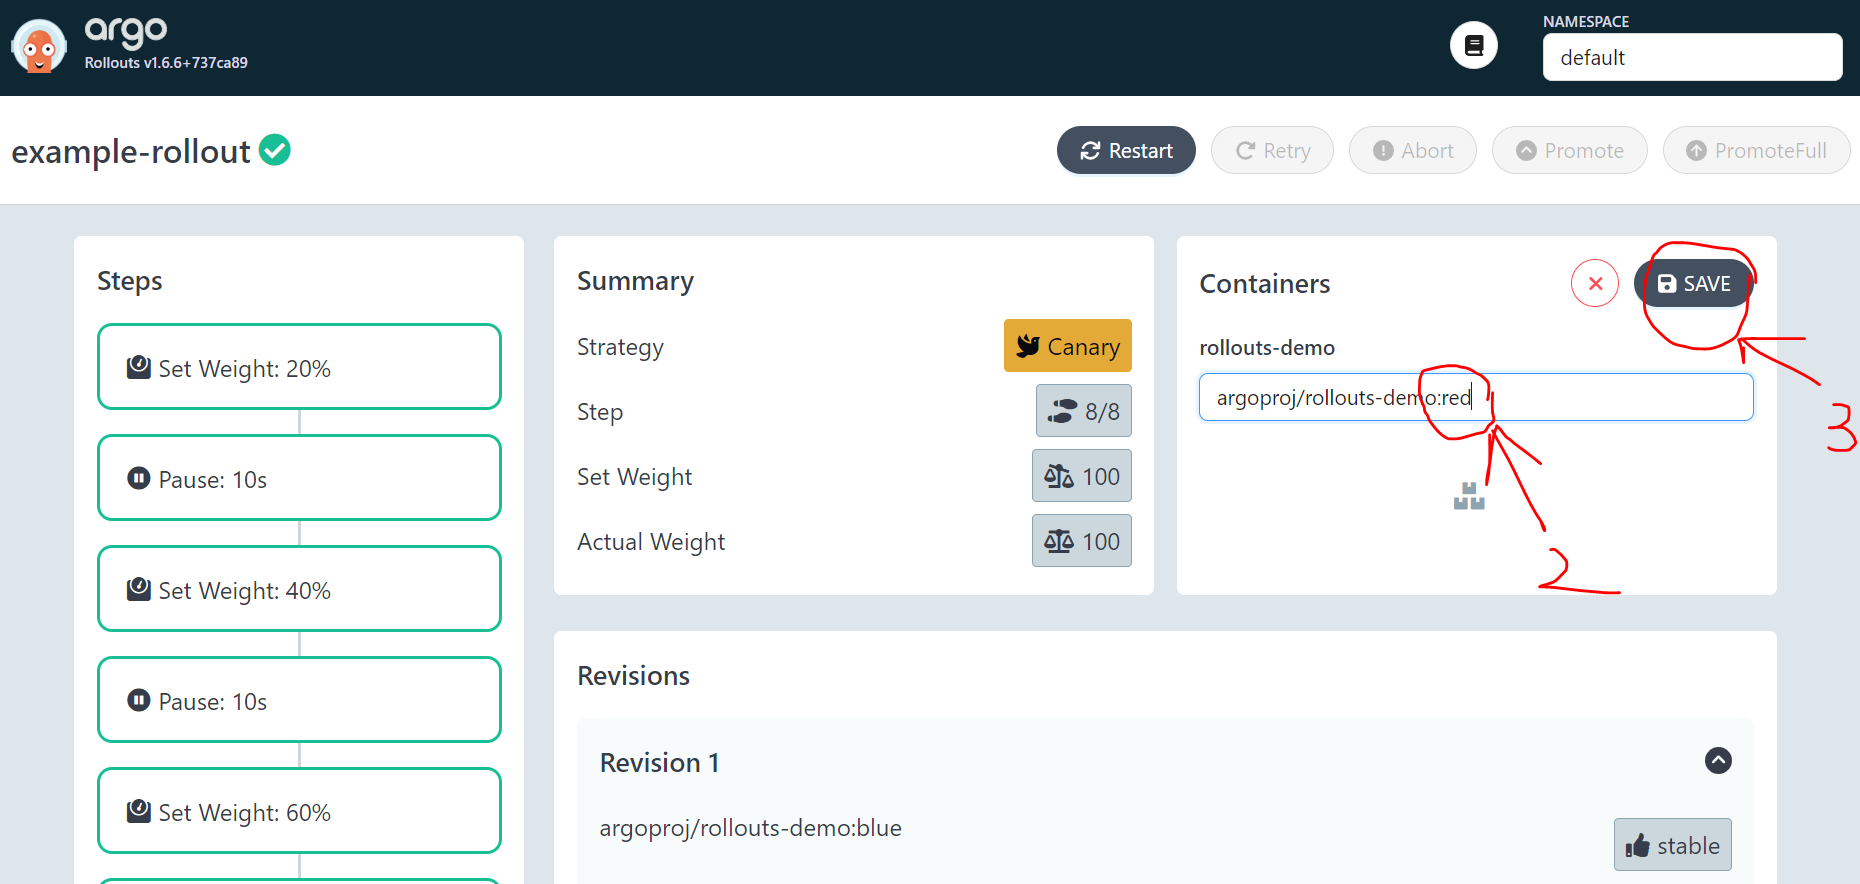 argo
Rollouts v1.6.6+737ca89
NAMESPACE
default
example-rollout
Restart
Retry
Abort
Promote
PromoteFull
Steps
Set Weight: 20%
Pause: 10s
Set Weight: 40%
Pause: 10s
Set Weight: 60%
Summary
Strategy
Canary
Step
8/8
Set Weight
100
Actual Weight
100
Containers
SAVE
rollouts-demo
argoproj/rollouts-demo:red
3
2
Revisions
Revision 1
argoproj/rollouts-demo:blue
stable